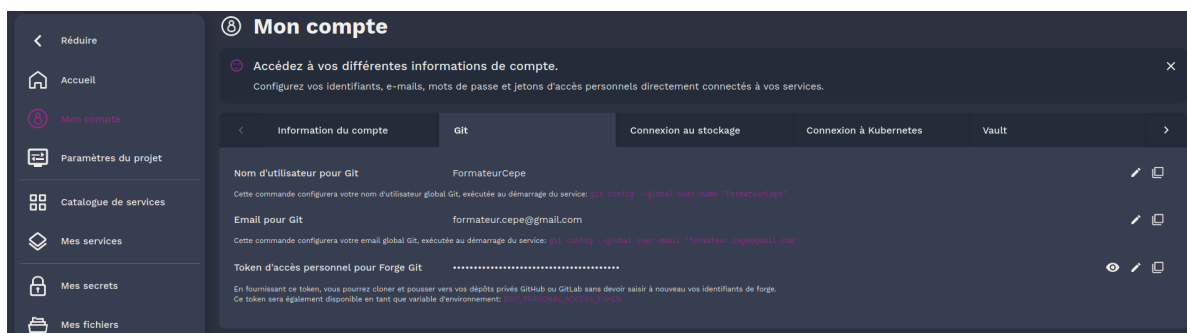 Réduire
Accueil
Mon compte
Paramètres du projet
Catalogue de services
Mes services
Mes secrets
Mes fichiers
Mon compte
Accédez à vos différentes informations de compte.
Configurez vos identifiants, e-mails, mots de passe et jetons d'accès personnels directement connectés à vos services.
Information du compte
Git
Connexion au stockage
Connexion à Kubernetes
Vault
Nom d'utilisateur pour Git
FormateurCepe
Cette commande configurera votre nom d'utilisateur global Git, exécutée au démarrage du service: git config --global user.name "FormateurCepe"
Email pour Git
formateur.cepe@gmail.com
Cette commande configurera votre email global Git, exécutée au démarrage du service: git config --global user.email "formateur.cepe@gmail.com"
Token d'accès personnel pour Forge Git
En fournissant ce token, vous pourrez cloner et pousser vers vos dépôts privés GitHub ou GitLab sans devoir saisir à nouveau vos identifiants de forge.
Ce token sera également disponible en tant que variable d'environnement: $GIT_PERSONAL_ACCESS_TOKEN